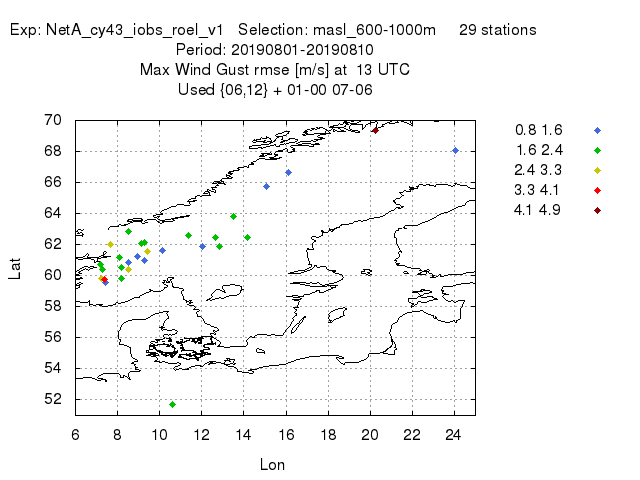 Exp: NetA_cy43_iobs_roel_v1 Selection: masl_600-1000m 29 stations
Period: 20190801-20190810
Max Wind Gust rmse [m/s] at 13 UTC
Used {06,12} + 01-00 07-06
70
68
66
64
62
60
58
56
54
52
Lat
6 8 10 12 14 16 18 20 22 24
Lon
0.8 1.6
1.6 2.4
2.4 3.3
3.3 4.1
4.1 4.9